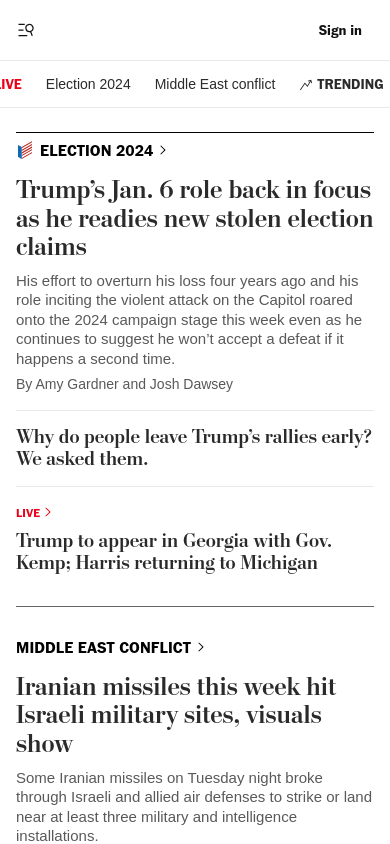 Sign in
LIVE
Election 2024
Middle East conflict
TRENDING
ELECTION 2024
Trump’s Jan. 6 role back in focus
as he readies new stolen election
claims
His effort to overturn his loss four years ago and his
role inciting the violent attack on the Capitol roared
onto the 2024 campaign stage this week even as he
continues to suggest he won’t accept a defeat if it
happens a second time.
By Amy Gardner and Josh Dawsey
Why do people leave Trump’s rallies early?
We asked them.
LIVE
Trump to appear in Georgia with Gov.
Kemp; Harris returning to Michigan
MIDDLE EAST CONFLICT
Iranian missiles this week hit
Israeli military sites, visuals
show
Some Iranian missiles on Tuesday night broke
through Israeli and allied air defenses to strike or land
near at least three military and intelligence
installations.